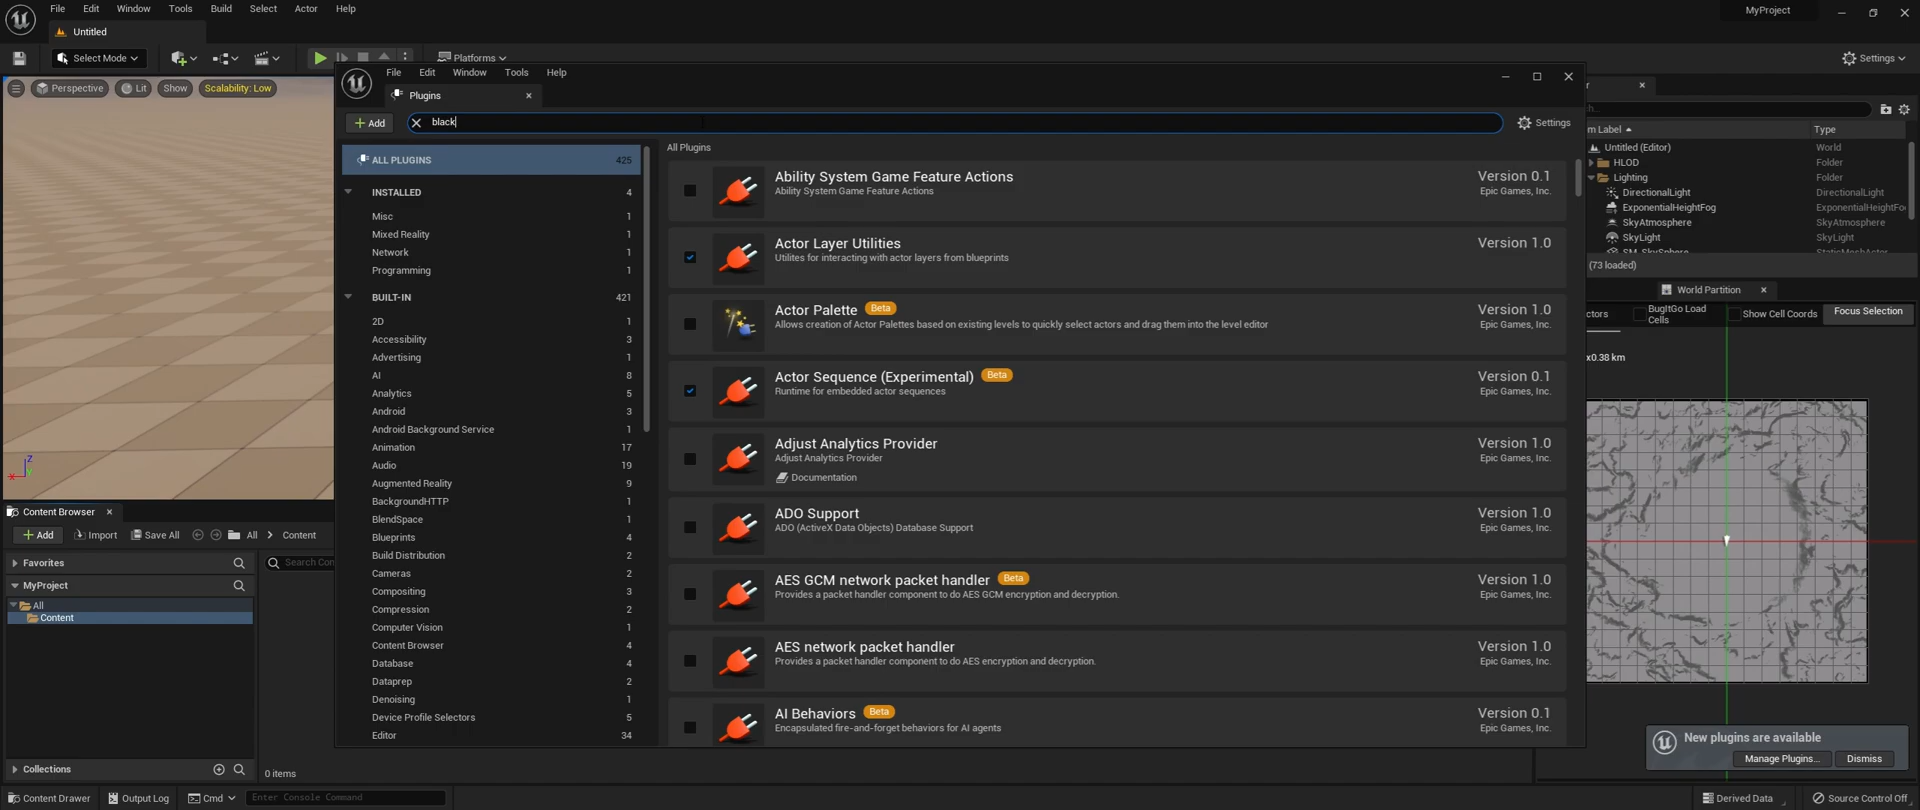 File Edit Window Tools Build Select Actor Help
MyProject
Untitled
Select Mode
Platforms
Settings
Perspective
Lit
Show
Scalability: Low
File Edit Window Tools Help
Plugins
Add
black
Settings
ALL PLUGINS 425
INSTALLED 4
Misc 1
Mixed Reality 1
Network 1
Programming 1
BUILT-IN 421
2D 1
Accessibility 3
Advertising 1
AI 8
Analytics 5
Android 3
Android Background Service 1
Animation 17
Audio 19
Augmented Reality 9
BackgroundHTTP 1
BlendSpace 1
Blueprints 4
Build Distribution 2
Cameras 2
Compositing 3
Compression 2
Computer Vision 1
Content Browser 4
Database 4
Dataprep 2
Denoising 1
Device Profile Selectors 5
Editor 34
All Plugins
Ability System Game Feature Actions Version 0.1
Ability System Game Feature Actions Epic Games, Inc.
Actor Layer Utilities Version 1.0
Utilites for interacting with actor layers from blueprints
Actor Palette Beta Version 1.0
Allows creation of Actor Palettes based on existing levels to quickly select actors and drag them into the level editor Epic Games, Inc.
Actor Sequence (Experimental) Beta Version 0.1
Runtime for embedded actor sequences Epic Games, Inc.
Adjust Analytics Provider Version 1.0
Adjust Analytics Provider Epic Games, Inc.
Documentation
ADO Support Version 1.0
ADO (ActiveX Data Objects) Database Support Epic Games, Inc.
AES GCM network packet handler Beta Version 1.0
Provides a packet handler component to do AES GCM encryption and decryption. Epic Games, Inc.
AES network packet handler Version 1.0
Provides a packet handler component to do AES encryption and decryption. Epic Games, Inc.
AI Behaviors Beta Version 0.1
Encapsulated fire-and-forget behaviors for AI agents Epic Games, Inc.
m Label Type
Untitled (Editor) World
HLOD Folder
Lighting Folder
DirectionalLight DirectionalLight
ExponentialHeightFog ExponentialHeightFo
SkyAtmosphere SkyAtmosphere
SkyLight SkyLight
SM_SkySphere StaticMeshActor
(73 loaded)
World Partition
ctors
BugItGo Load
Cells
Show Cell Coords
Focus Selection
x0.38 km
Content Browser
Add
Import
Save All
All
Content
Favorites
Search Con
MyProject
All
Content
Collections
0 items
New plugins are available
Manage Plugins...
Dismiss
Content Drawer
Output Log
Cmd
Enter Console Command
Derived Data
Source Control Off
z
y
x